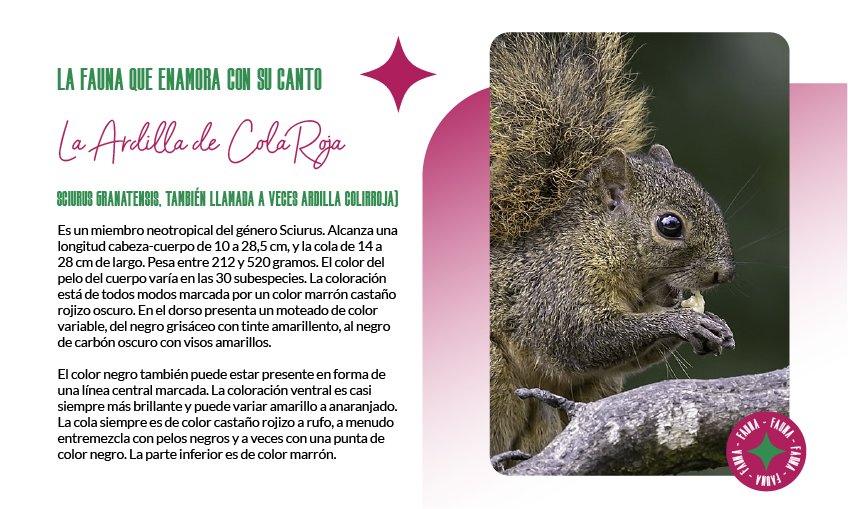 LA FAUNA QUE ENAMORA CON SU CANTO
La Ardilla de Cola Roja
SCIURUS GRANATENSIS, TAMBIÉN LLAMADA A VECES ARDILLA COLIRROJA)
Es un miembro neotropical del género Sciurus. Alcanza una
longitud cabeza-cuerpo de 10 a 28,5 cm, y la cola de 14 a
28 cm de largo. Pesa entre 212 y 520 gramos. El color del
pelo del cuerpo varía en las 30 subespecies. La coloración
está de todos modos marcada por un color marrón castaño
rojizo oscuro. En el dorso presenta un moteado de color
variable, del negro grisáceo con tinte amarillento, al negro
de carbón oscuro con visos amarillos.
El color negro también puede estar presente en forma de
una línea central marcada. La coloración ventral es casi
siempre más brillante y puede variar amarillo a anaranjado.
La cola siempre es de color castaño rojizo a rufo, a menudo
entremezcla con pelos negros y a veces con una punta de
color negro. La parte inferior es de color marrón.
FAUNA - FAUNA - FAUNA - FAUNA - FAUNA -